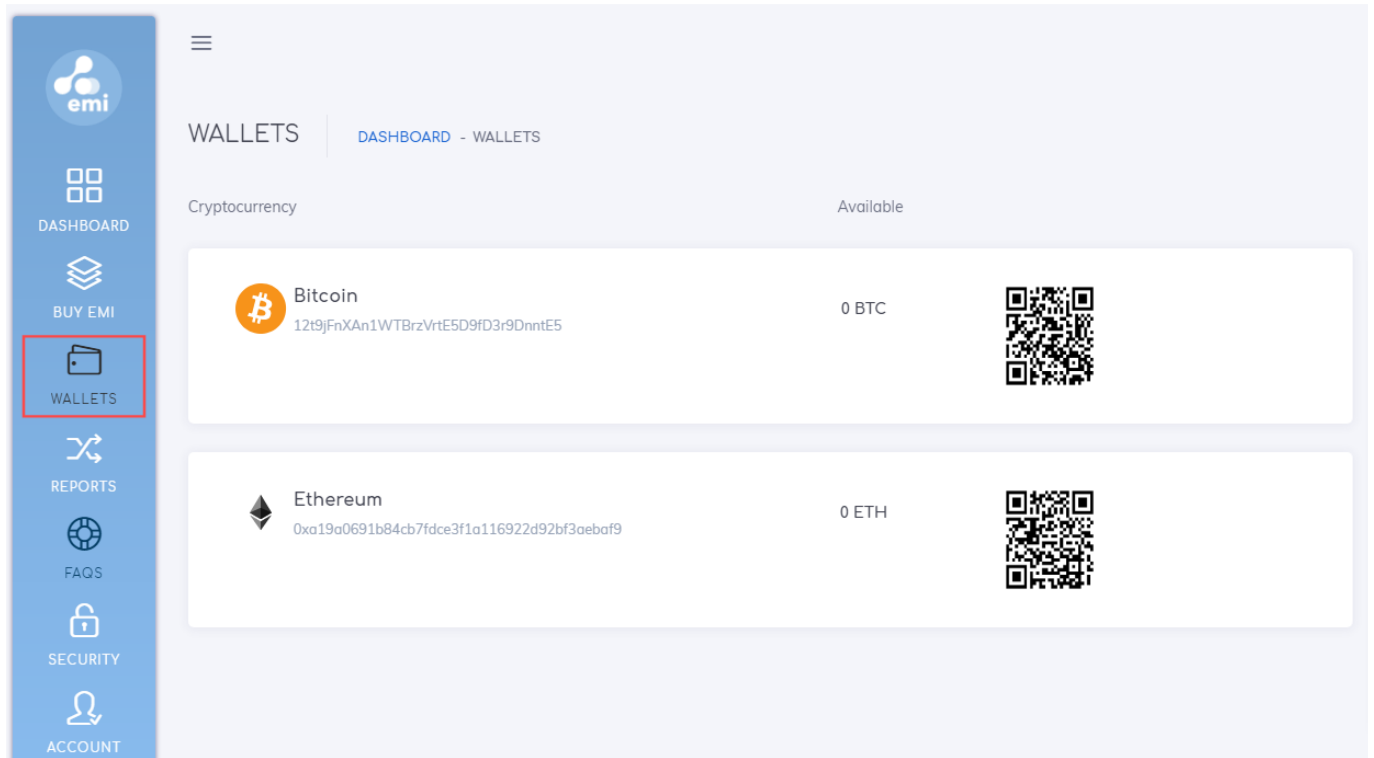 emi
WALLETS
DASHBOARD - WALLETS
DASHBOARD
Cryptocurrency
Available
BUY EMI
Bitcoin
12t9jFnXAn1WTBrzVrtE5D9fD3r9DnntE5
0 BTC
WALLETS
REPORTS
Ethereum
0xa19a0691b84cb7fdce3f1a116922d92bf3aebaf9
0 ETH
FAQS
SECURITY
ACCOUNT